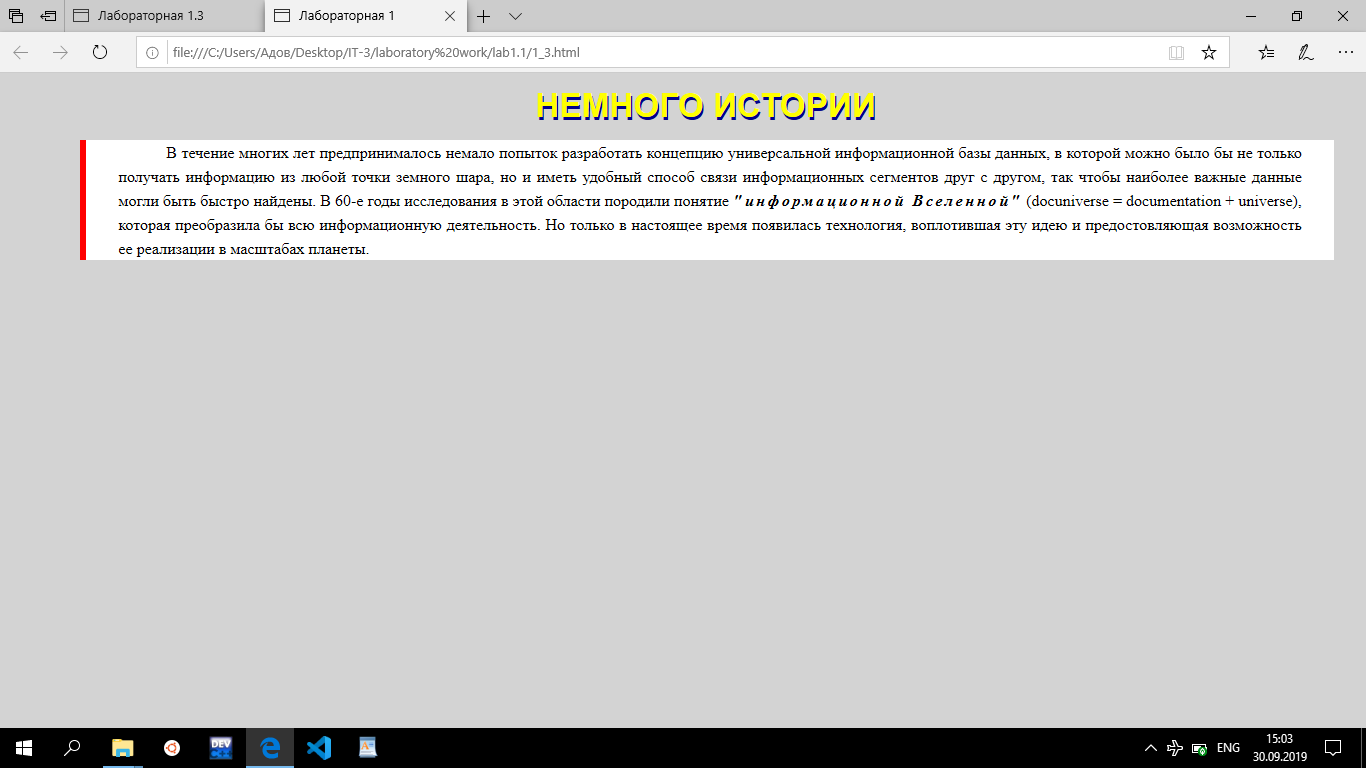 Лабораторная 1.3
Лабораторная 1
file:///C:/Users/Адов/Desktop/IT-3/laboratory%20work/lab1.1/1_3.html
НЕМНОГО ИСТОРИИ
В течение многих лет предпринималось немало попыток разработать концепцию универсальной информационной базы данных, в которой можно было бы не только
получать информацию из любой точки земного шара, но и иметь удобный способ связи информационных сегментов друг с другом, так чтобы наиболее важные данные
могли быть быстро найдены. В 60-е годы исследования в этой области породили понятие "информационной Вселенной" (docuniverse = documentation + universe),
которая преобразила бы всю информационную деятельность. Но только в настоящее время появилась технология, воплотившая эту идею и предостовляющая возможность
ее реализации в масштабах планеты.
DEV
C++
ENG
15:03
30.09.2019